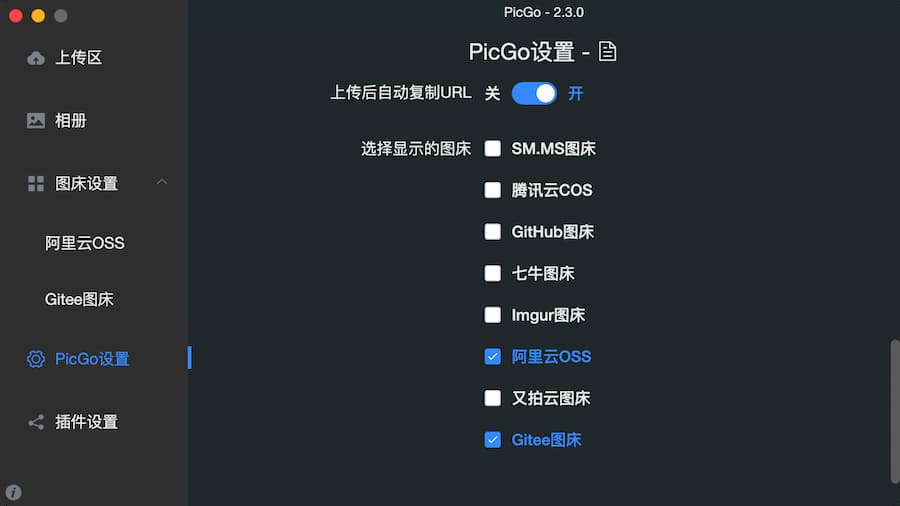 PicGo - 2.3.0
上传区
相册
图床设置
阿里云OSS
Gitee图床
PicGo设置
插件设置
PicGo设置 -
上传后自动复制URL 关 开
选择显示的图床
SM.MS图床
腾讯云COS
GitHub图床
七牛图床
Imgur图床
阿里云OSS
又拍云图床
Gitee图床